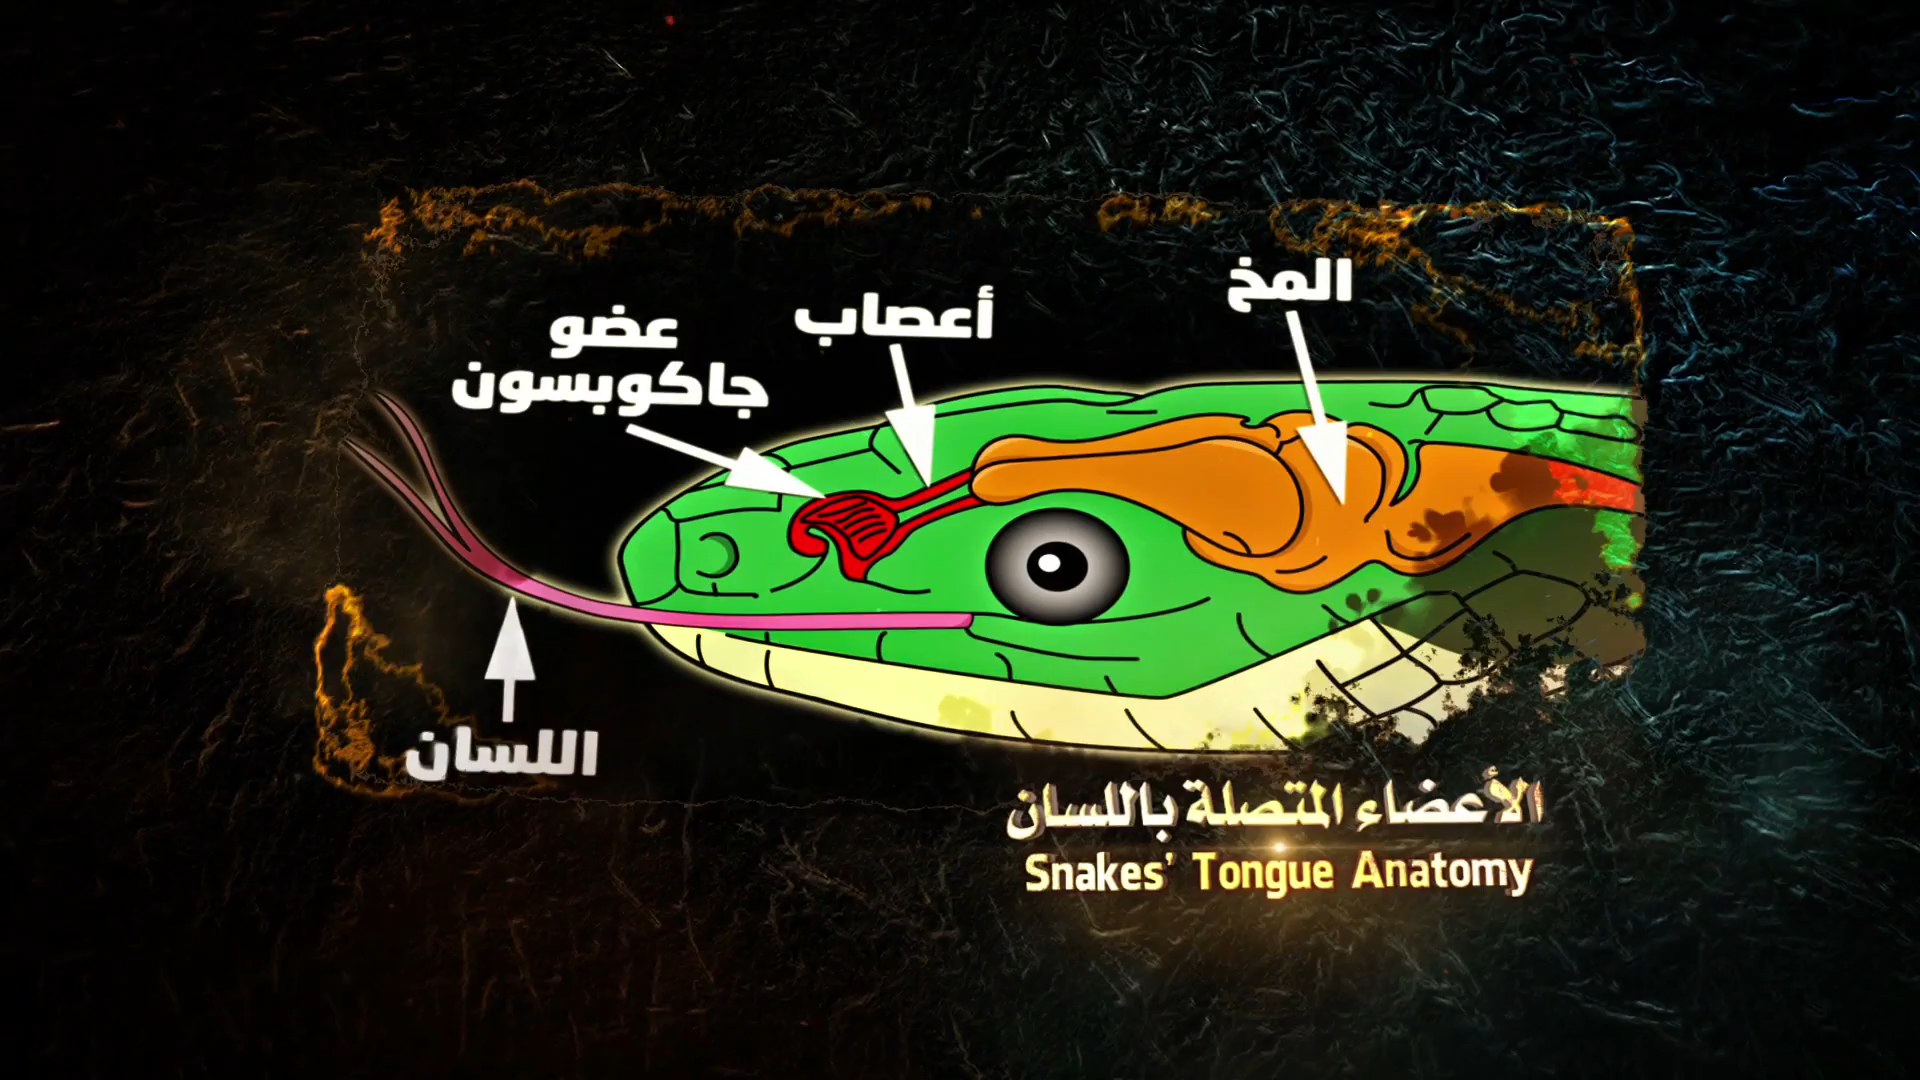 المخ
أعصاب
عضو
جاكوبسون
اللسان
الأعضاء المتصلة باللسان
Snakes' Tongue Anatomy